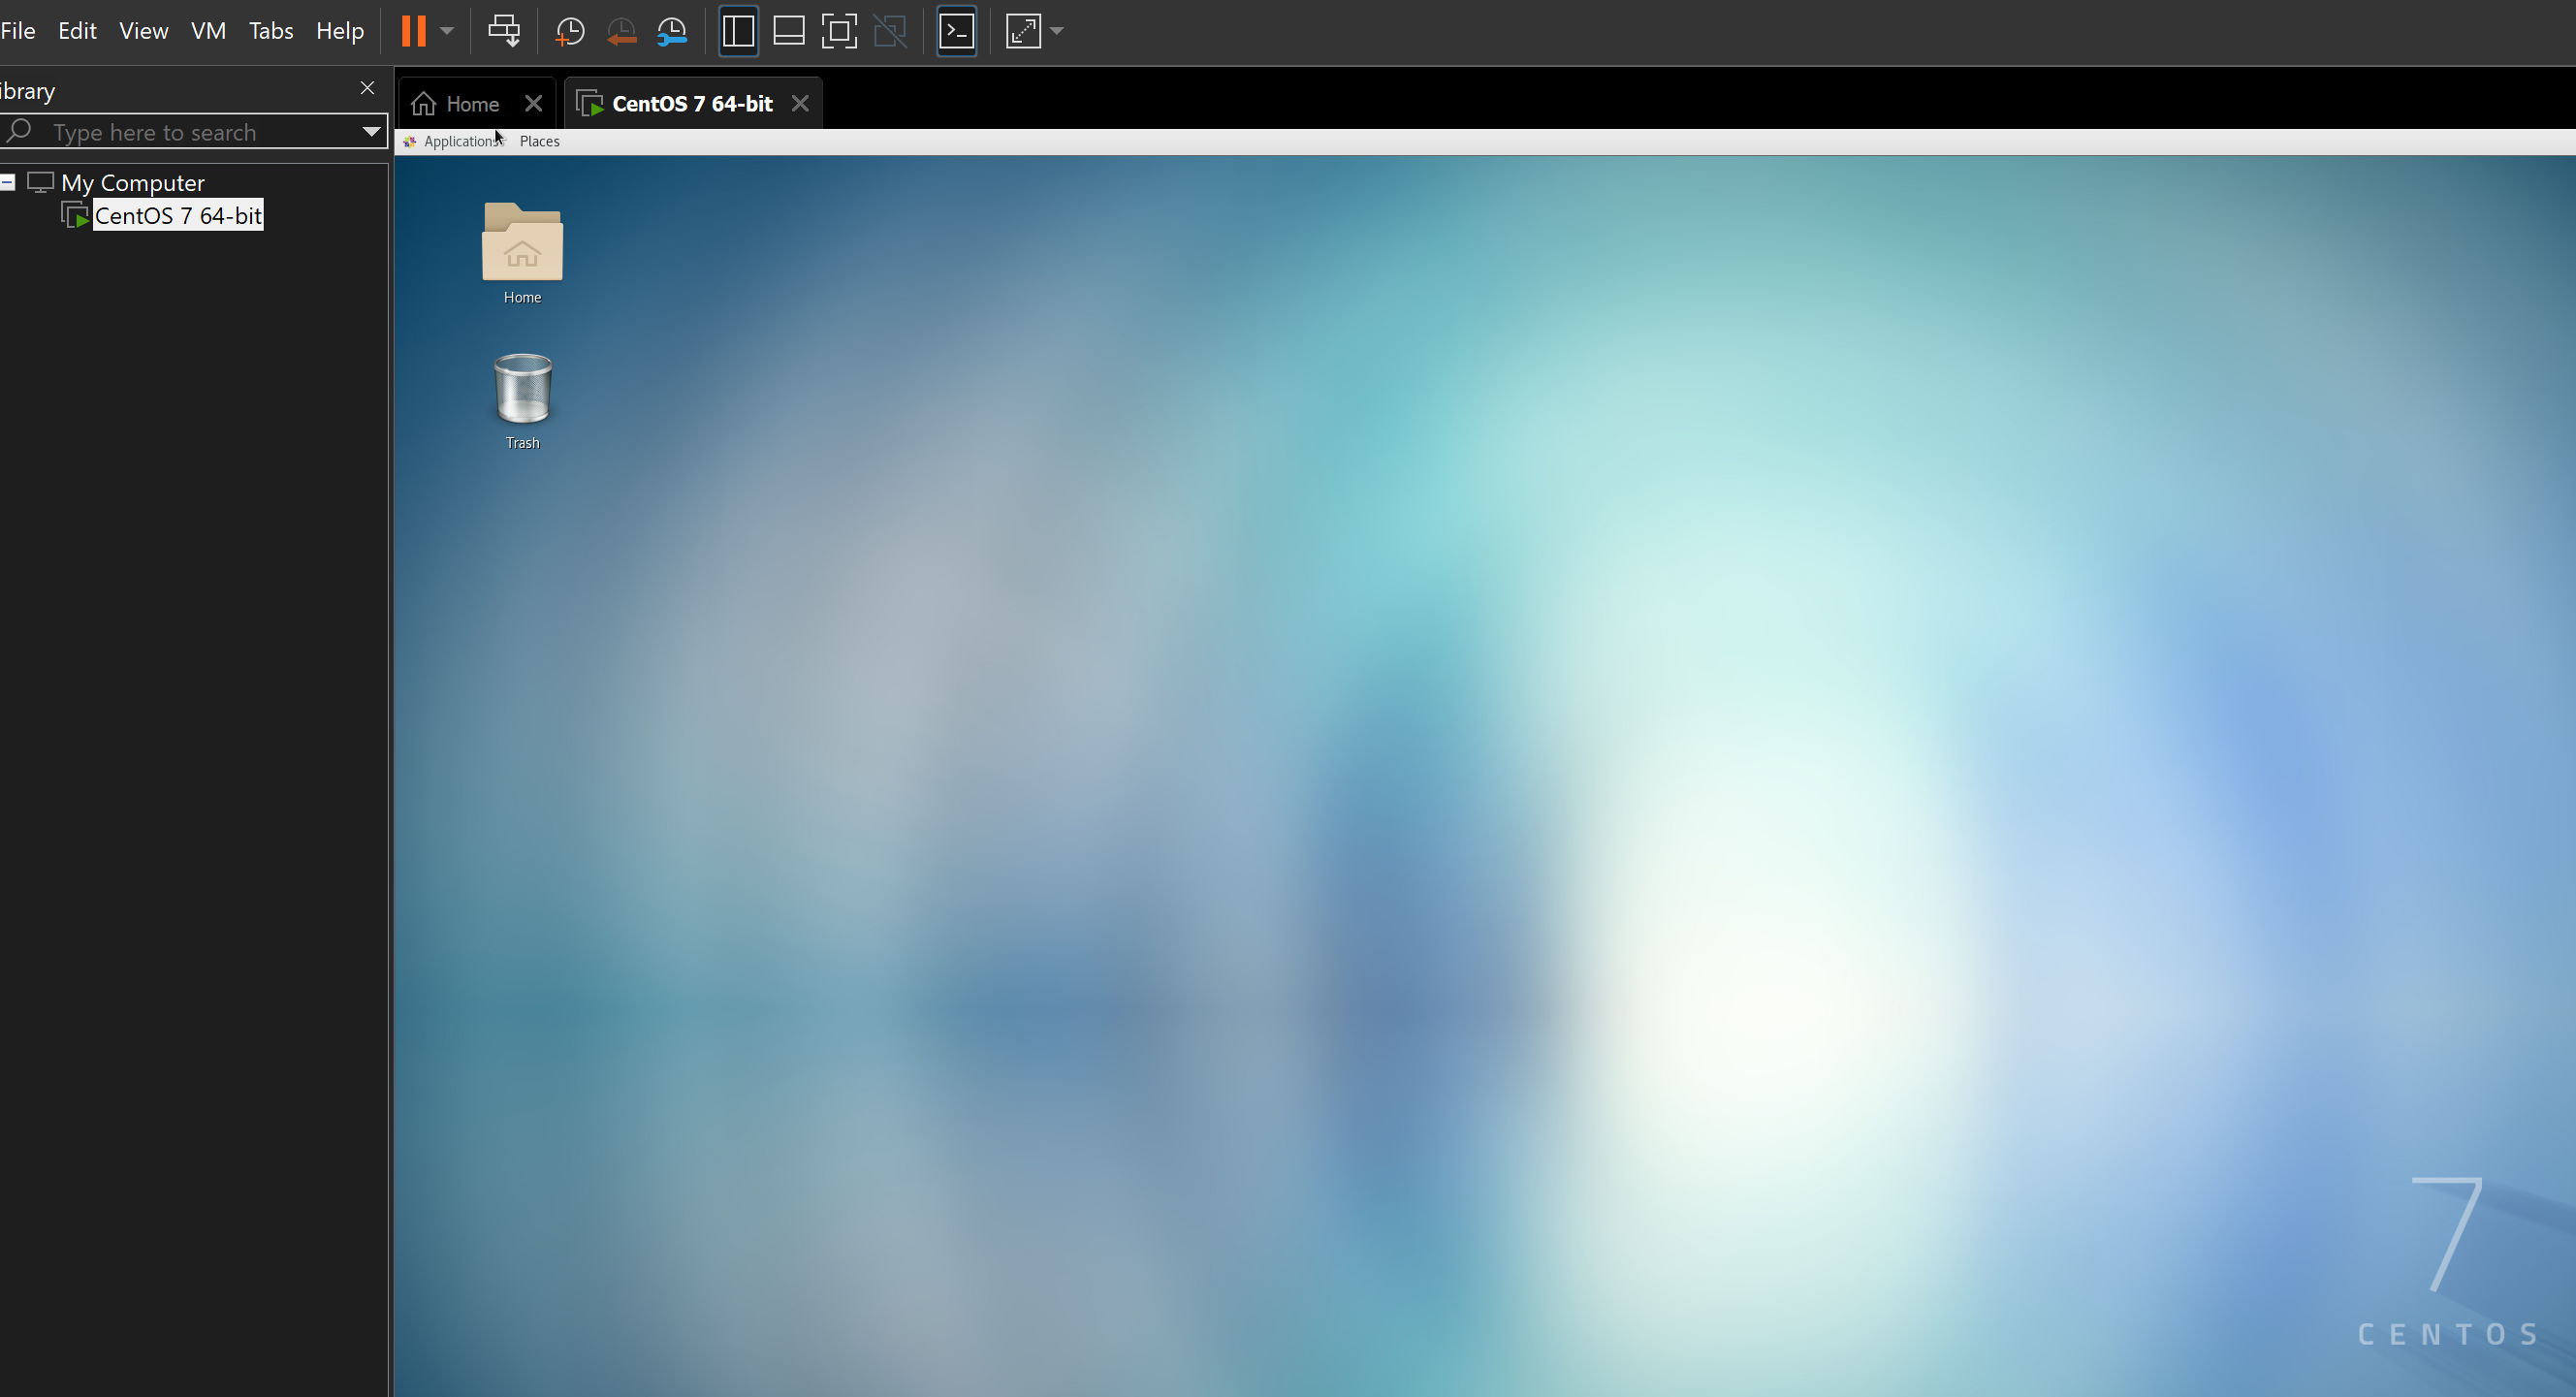 File Edit View VM Tabs Help
ibrary
Type here to search
My Computer
CentOS 7 64-bit
Home
CentOS 7 64-bit
Applications Places
Home
Trash
7
CENTOS